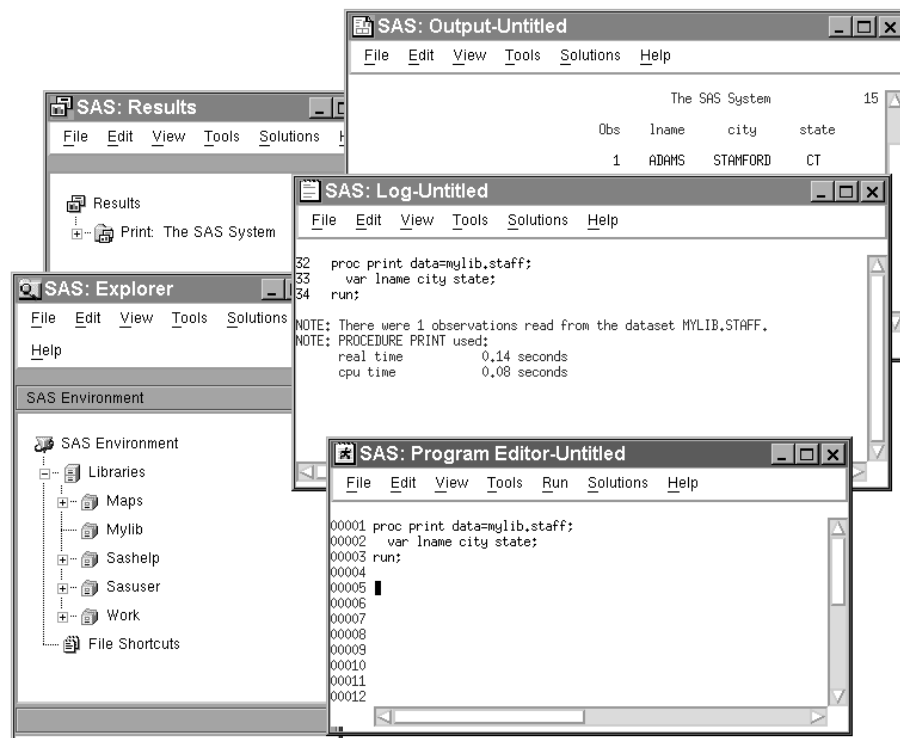 SAS: Output-Untitled
File Edit View Tools Solutions Help
The SAS System 15
Obs lname city state
1 ADAMS STAMFORD CT
SAS: Results
File Edit View Tools Solutions
Results
Print: The SAS System
SAS: Log-Untitled
File Edit View Tools Solutions Help
32 proc print data=mylib.staff;
33 var lname city state;
34 run;
NOTE: There were 1 observations read from the dataset MYLIB.STAFF.
NOTE: PROCEDURE PRINT used:
real time 0.14 seconds
cpu time 0.08 seconds
SAS: Explorer
File Edit View Tools Solutions
Help
SAS Environment
SAS Environment
Libraries
Maps
Mylib
Sashelp
Sasuser
Work
File Shortcuts
SAS: Program Editor-Untitled
File Edit View Tools Run Solutions Help
00001 proc print data=mylib.staff;
00002 var lname city state;
00003 run;
00004
00005
00006
00007
00008
00009
00010
00011
00012